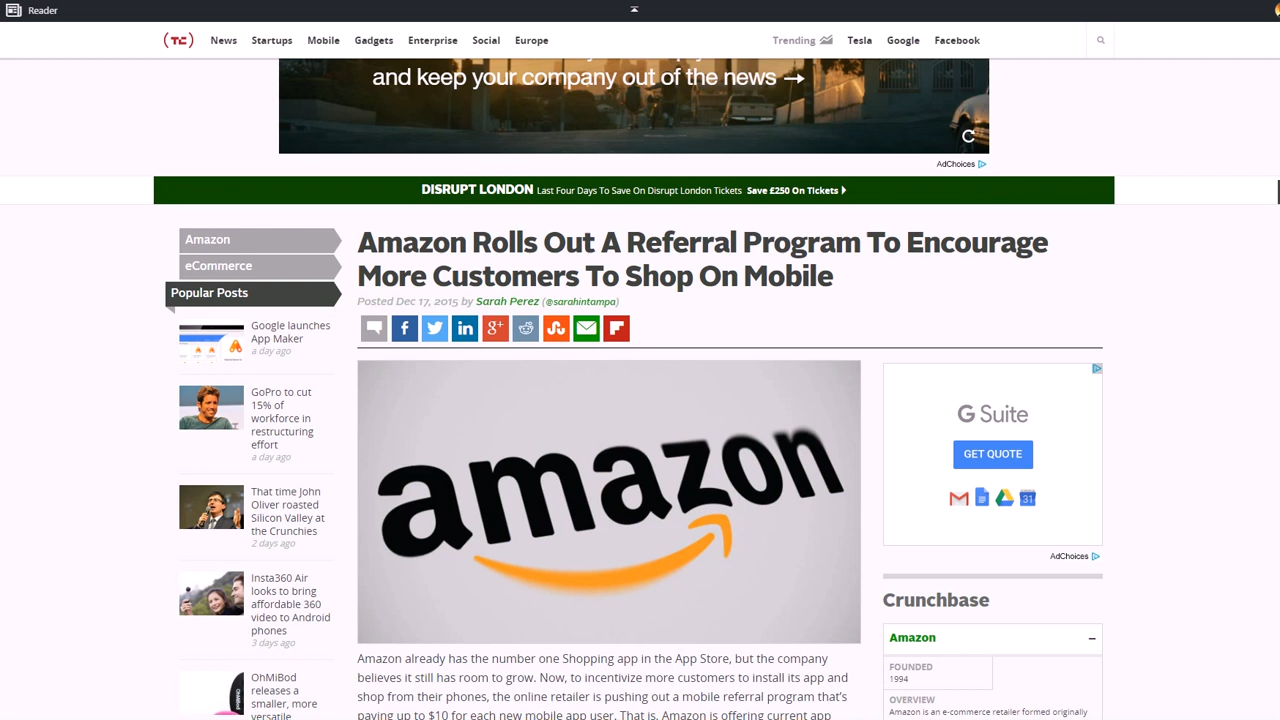 Reader
TC News Startups Mobile Gadgets Enterprise Social Europe Trending Tesla Google Facebook
and keep your company out of the news →
AdChoices
DISRUPT LONDON Last Four Days To Save On Disrupt London Tickets Save £250 On Tickets
Amazon
eCommerce
Popular Posts
Google launches
App Maker
a day ago
GoPro to cut
15% of
workforce in
restructuring
effort
a day ago
That time John
Oliver roasted
Silicon Valley at
the Crunchies
2 days ago
Insta360 Air
looks to bring
affordable 360
video to Android
phones
3 days ago
OhMiBod
releases a
smaller, more
versatile
Amazon Rolls Out A Referral Program To Encourage
More Customers To Shop On Mobile
Posted Dec 17, 2015 by Sarah Perez (@sarahintampa)
amazon
Amazon already has the number one Shopping app in the App Store, but the company
believes it still has room to grow. Now, to incentivize more customers to install its app and
shop from their phones, the online retailer is pushing out a mobile referral program that's
paying up to $10 for each new mobile app user. That is, Amazon is offering current app
G Suite
GET QUOTE
31
AdChoices
Crunchbase
Amazon
FOUNDED
1994
OVERVIEW
Amazon is an e-commerce retailer formed originally